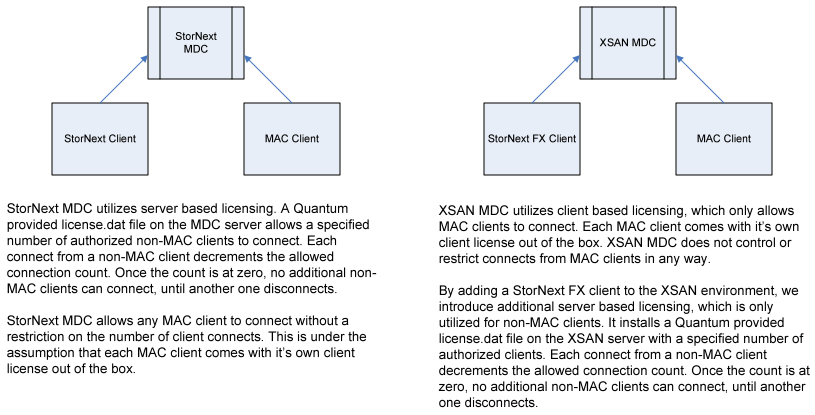 StorNext
MDC
StorNext Client
MAC Client
StorNext MDC utilizes server based licensing. A Quantum
provided license.dat file on the MDC server allows a specified
number of authorized non-MAC clients to connect. Each
connect from a non-MAC client decrements the allowed
connection count. Once the count is at zero, no additional non-
MAC clients can connect, until another one disconnects.
StorNext MDC allows any MAC client to connect without a
restriction on the number of client connects. This is under the
assumption that each MAC client comes with it's own client
license out of the box.
XSAN MDC
StorNext FX Client
MAC Client
XSAN MDC utilizes client based licensing, which only allows
MAC clients to connect. Each MAC client comes with it's own
client license out of the box. XSAN MDC does not control or
restrict connects from MAC clients in any way.
By adding a StorNext FX client to the XSAN environment, we
introduce additional server based licensing, which is only
utilized for non-MAC clients. It installs a Quantum provided
license.dat file on the XSAN server with a specified number of
authorized clients. Each connect from a non-MAC client
decrements the allowed connection count. Once the count is at
zero, no additional non-MAC clients can connect, until another
one disconnects.